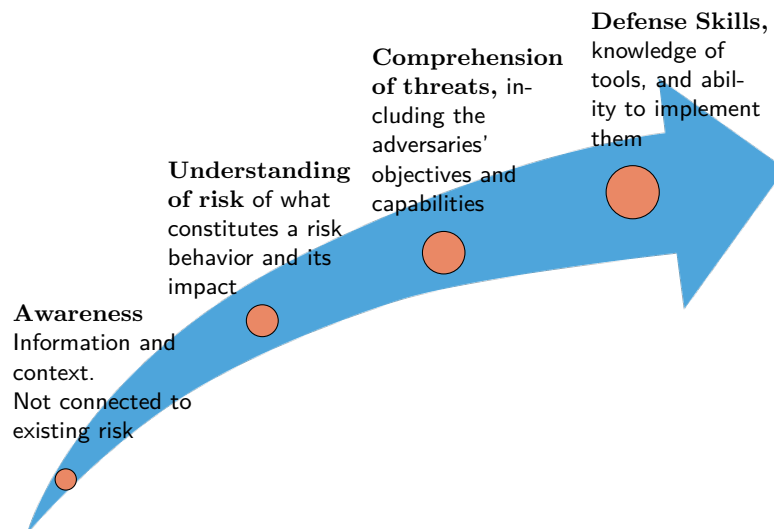 Awareness
Information and
context.
Not connected to
existing risk
Understanding
of risk of what
constitutes a risk
behavior and its
impact
Comprehension
of threats, in-
cluding the
adversaries’
objectives and
capabilities
Defense Skills,
knowledge of
tools, and abil-
ity to implement
them